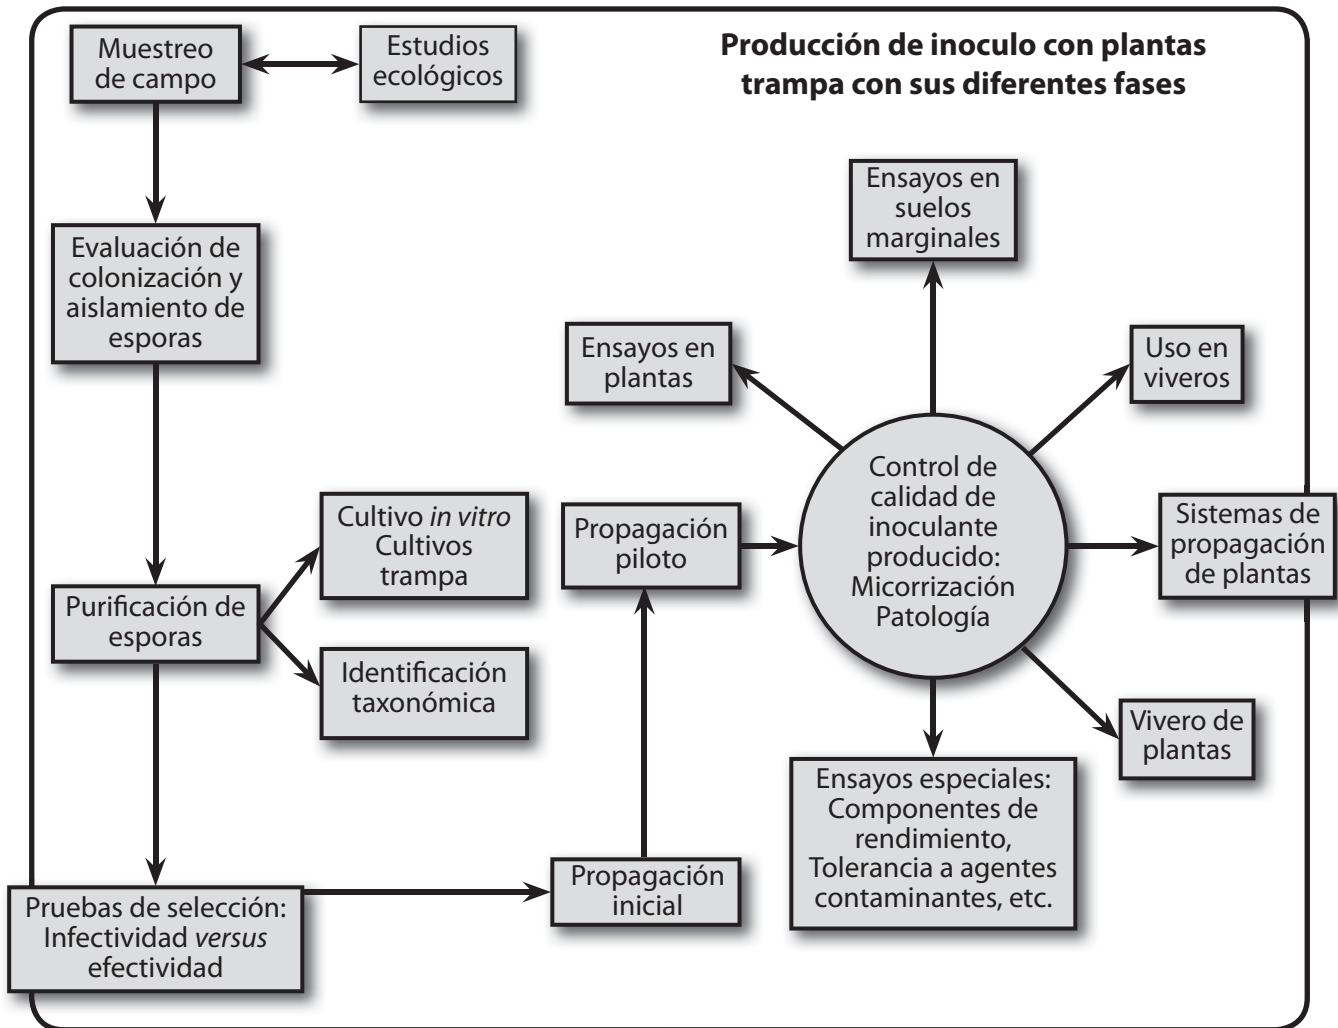 Producción de inoculo con plantas
trampa con sus diferentes fases
Muestreo
de campo
Estudios
ecológicos
Evaluación de
colonización y
aislamiento de
esporas
Purificación de
esporas
Cultivo in vitro
Cultivos
trampa
Identificación
taxonómica
Pruebas de selección:
Infectividad versus
efectividad
Propagación
inicial
Propagación
piloto
Control de
calidad de
inoculante
producido:
Micorrización
Patología
Ensayos en
plantas
Ensayos en
suelos
marginales
Uso en
viveros
Sistemas de
propagación
de plantas
Vivero de
plantas
Ensayos especiales:
Componentes de
rendimiento,
Tolerancia a agentes
contaminantes, etc.